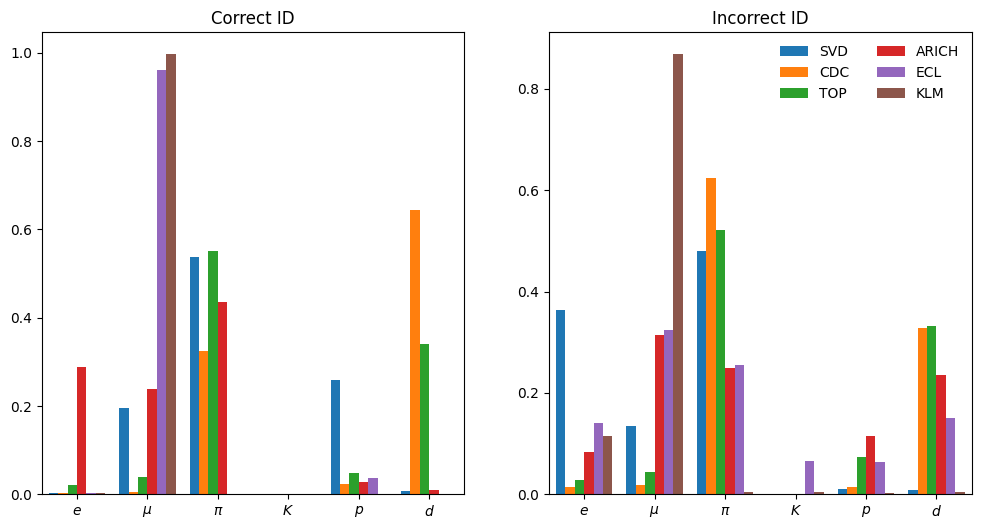 Correct ID
1.0
0.8
0.6
0.4
0.2
0.0
e μ π K p d
Incorrect ID
SVD ARICH
CDC ECL
TOP KLM
0.8
0.6
0.4
0.2
0.0
e μ π K p d